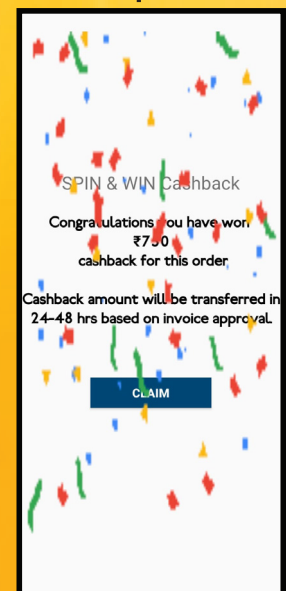 SPIN & WIN Cashback
Congratulations you have won
₹750
cashback for this order
Cashback amount will be transferred in
24-48 hrs based on invoice approval.
CLAIM